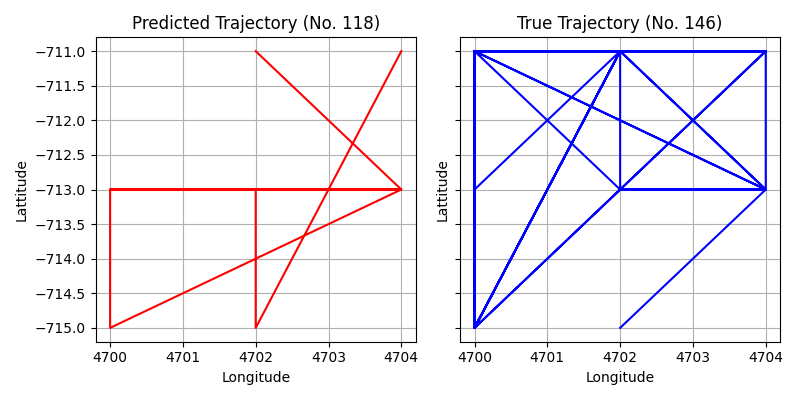 Predicted Trajectory (No. 118)
−711.0
−711.5
−712.0
−712.5
−713.0
−713.5
−714.0
−714.5
−715.0
Lattitude
4700 4701 4702 4703 4704
Longitude
True Trajectory (No. 146)
Lattitude
4700 4701 4702 4703 4704
Longitude